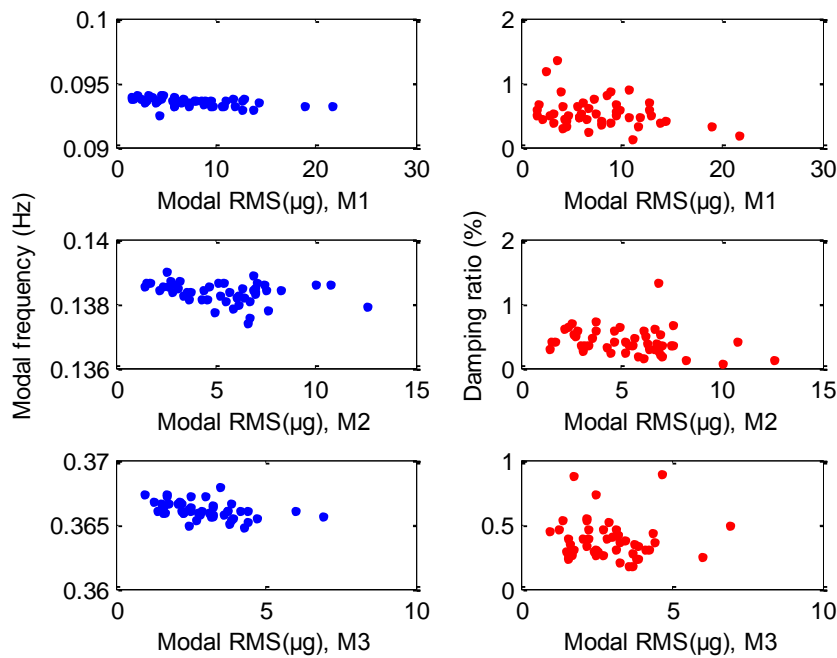 0.1
0.095
0.09
0 10 20 30
Modal RMS(µg), M1
2
1
0
0 10 20 30
Modal RMS(µg), M1
Modal frequency (Hz)
0.14
0.138
0.136
0 5 10 15
Modal RMS(µg), M2
Damping ratio (%)
2
1
0
0 5 10 15
Modal RMS(µg), M2
0.37
0.365
0.36
0 5 10
Modal RMS(µg), M3
1
0.5
0
0 5 10
Modal RMS(µg), M3